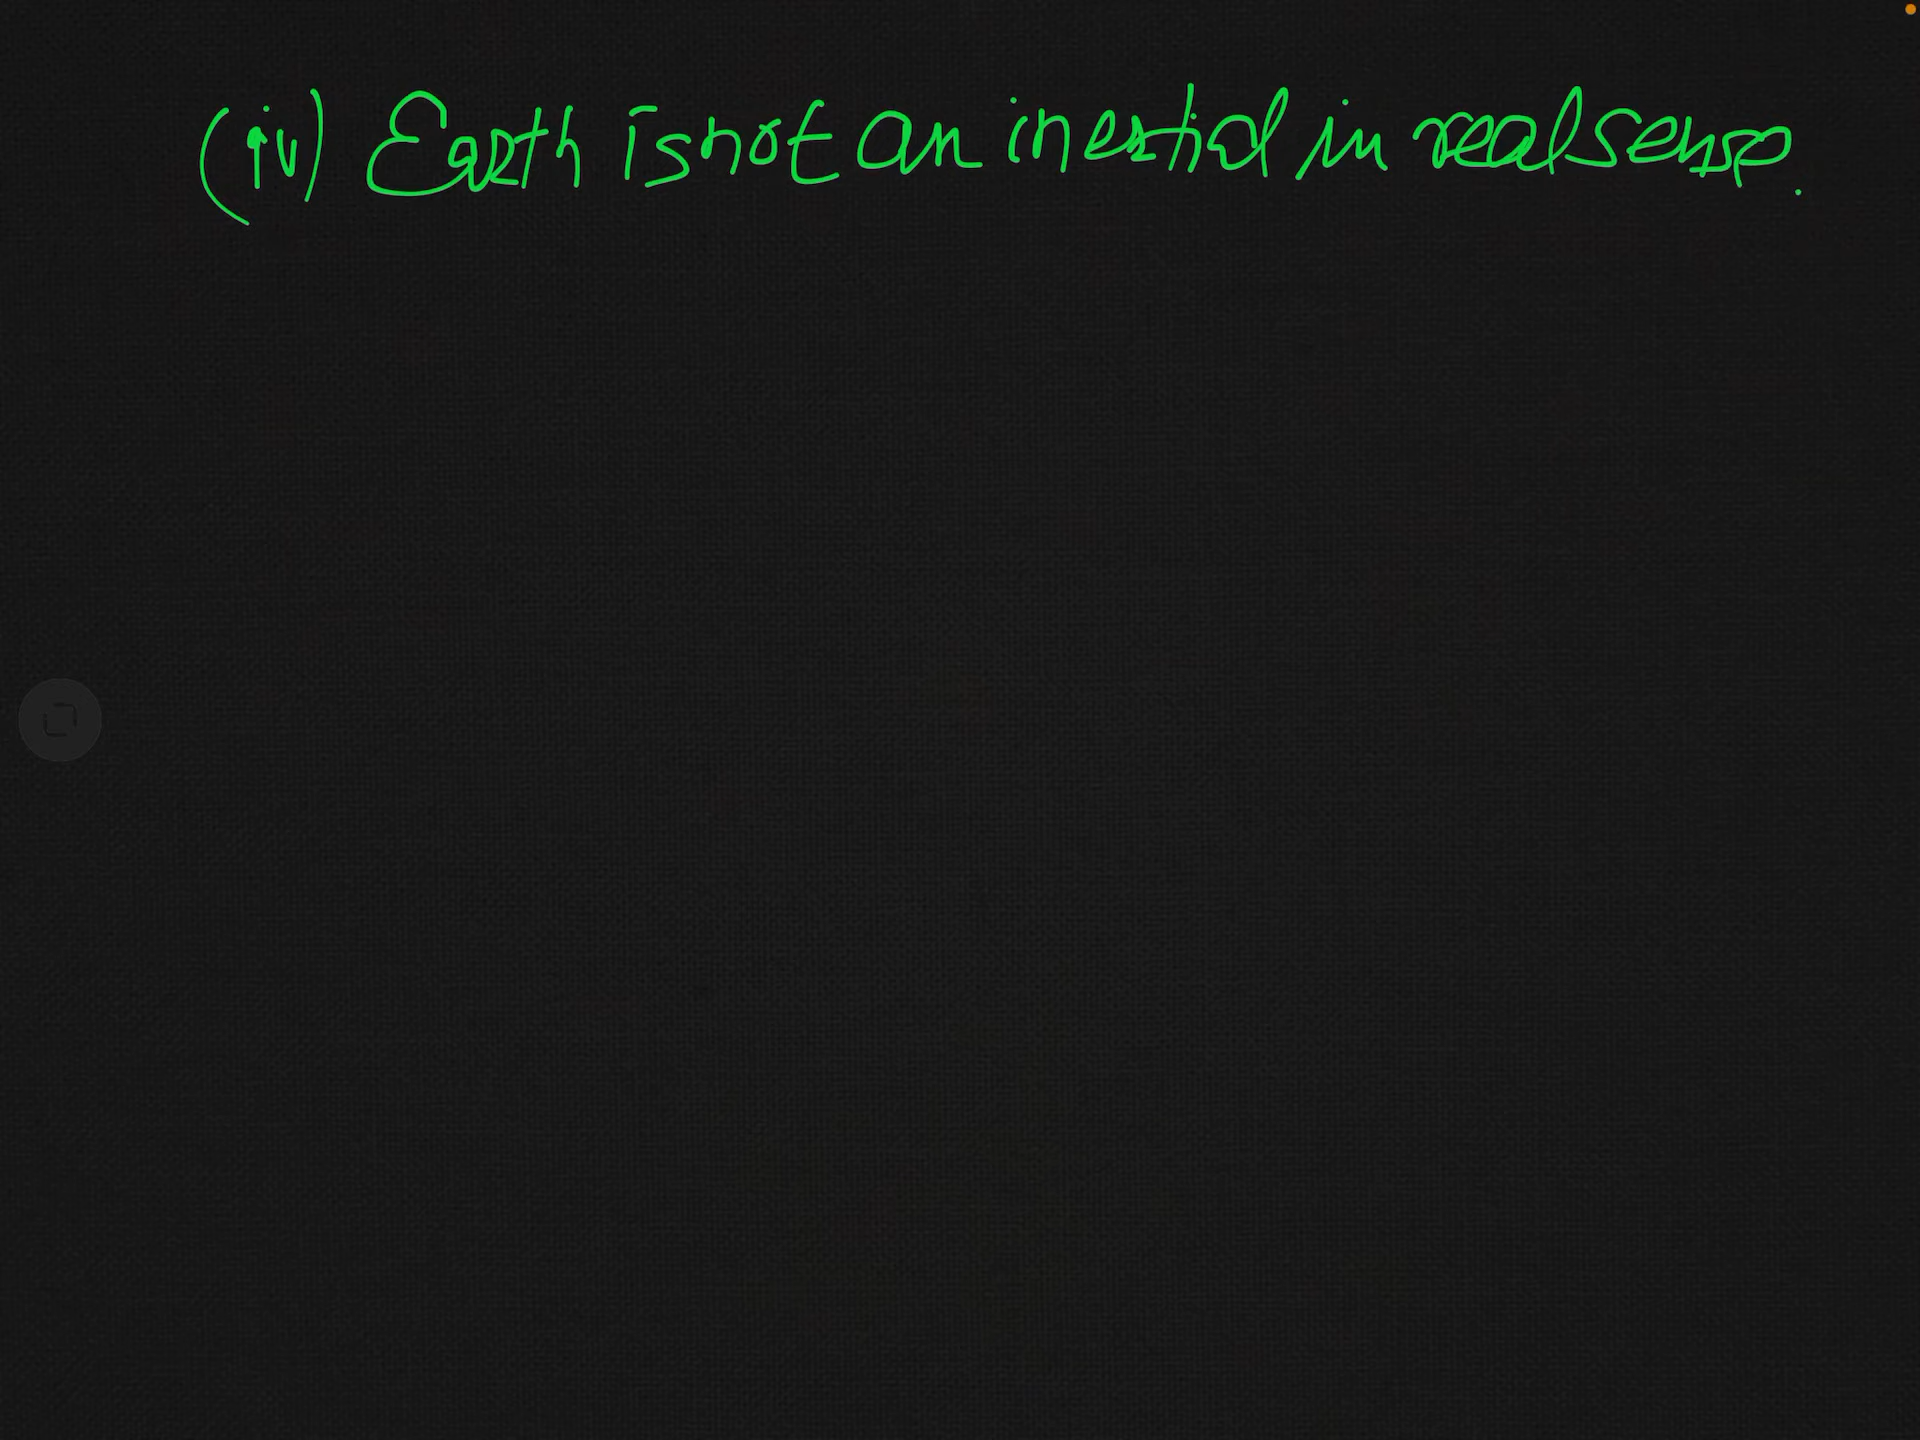 (iv) Earth is not an inertial in real sense.